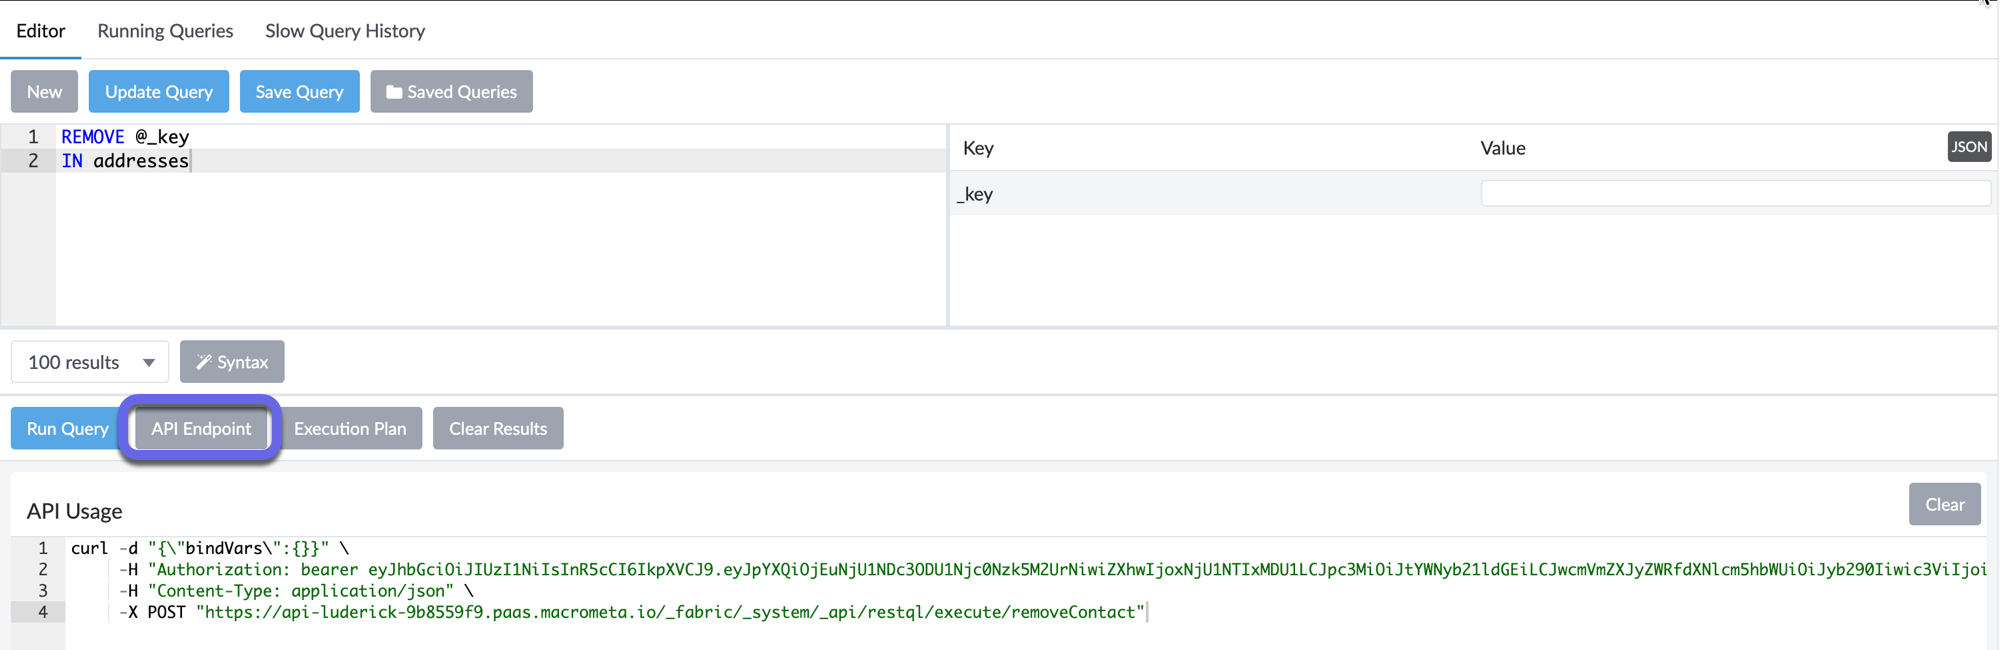 Editor Running Queries Slow Query History
New Update Query Save Query Saved Queries
1 REMOVE @_key
2 IN addresses
Key Value JSON
_key
100 results Syntax
Run Query API Endpoint Execution Plan Clear Results
API Usage Clear
1 curl -d "{\"bindVars\":{}}" \
2 -H "Authorization: bearer eyJhbGciOiJIUzI1NiIsInR5cCI6IkpXVCJ9.eyJpYXQiOjEuNjU1NDc3ODU1Njc0Nzk5M2UrNiwiZXhwIjoxNjU1NTIxMDU1LCJpc3MiOiJtYWNyb21ldGEiLCJwcmVmZXJyZWRfdXNlcm5hbWUiOiJyb290Iiwic3ViIjoi
3 -H "Content-Type: application/json" \
4 -X POST "https://api-luderick-9b8559f9.paas.macrometa.io/_fabric/_system/_api/restql/execute/removeContact"